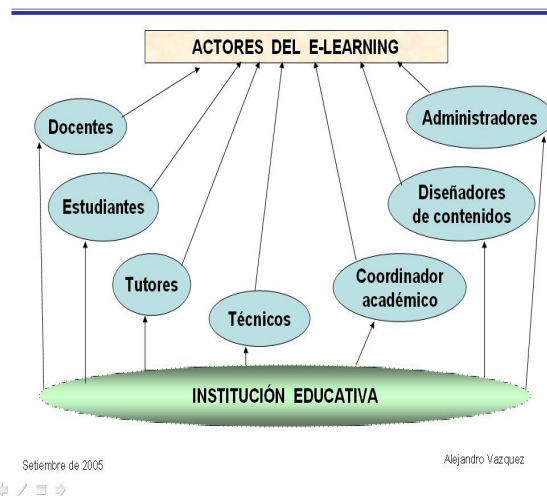 ACTORES DEL E-LEARNING
Docentes
Administradores
Estudiantes
Diseñadores
de contenidos
Tutores
Coordinador
académico
Técnicos
INSTITUCIÓN EDUCATIVA
Setiembre de 2005
Alejandro Vazquez